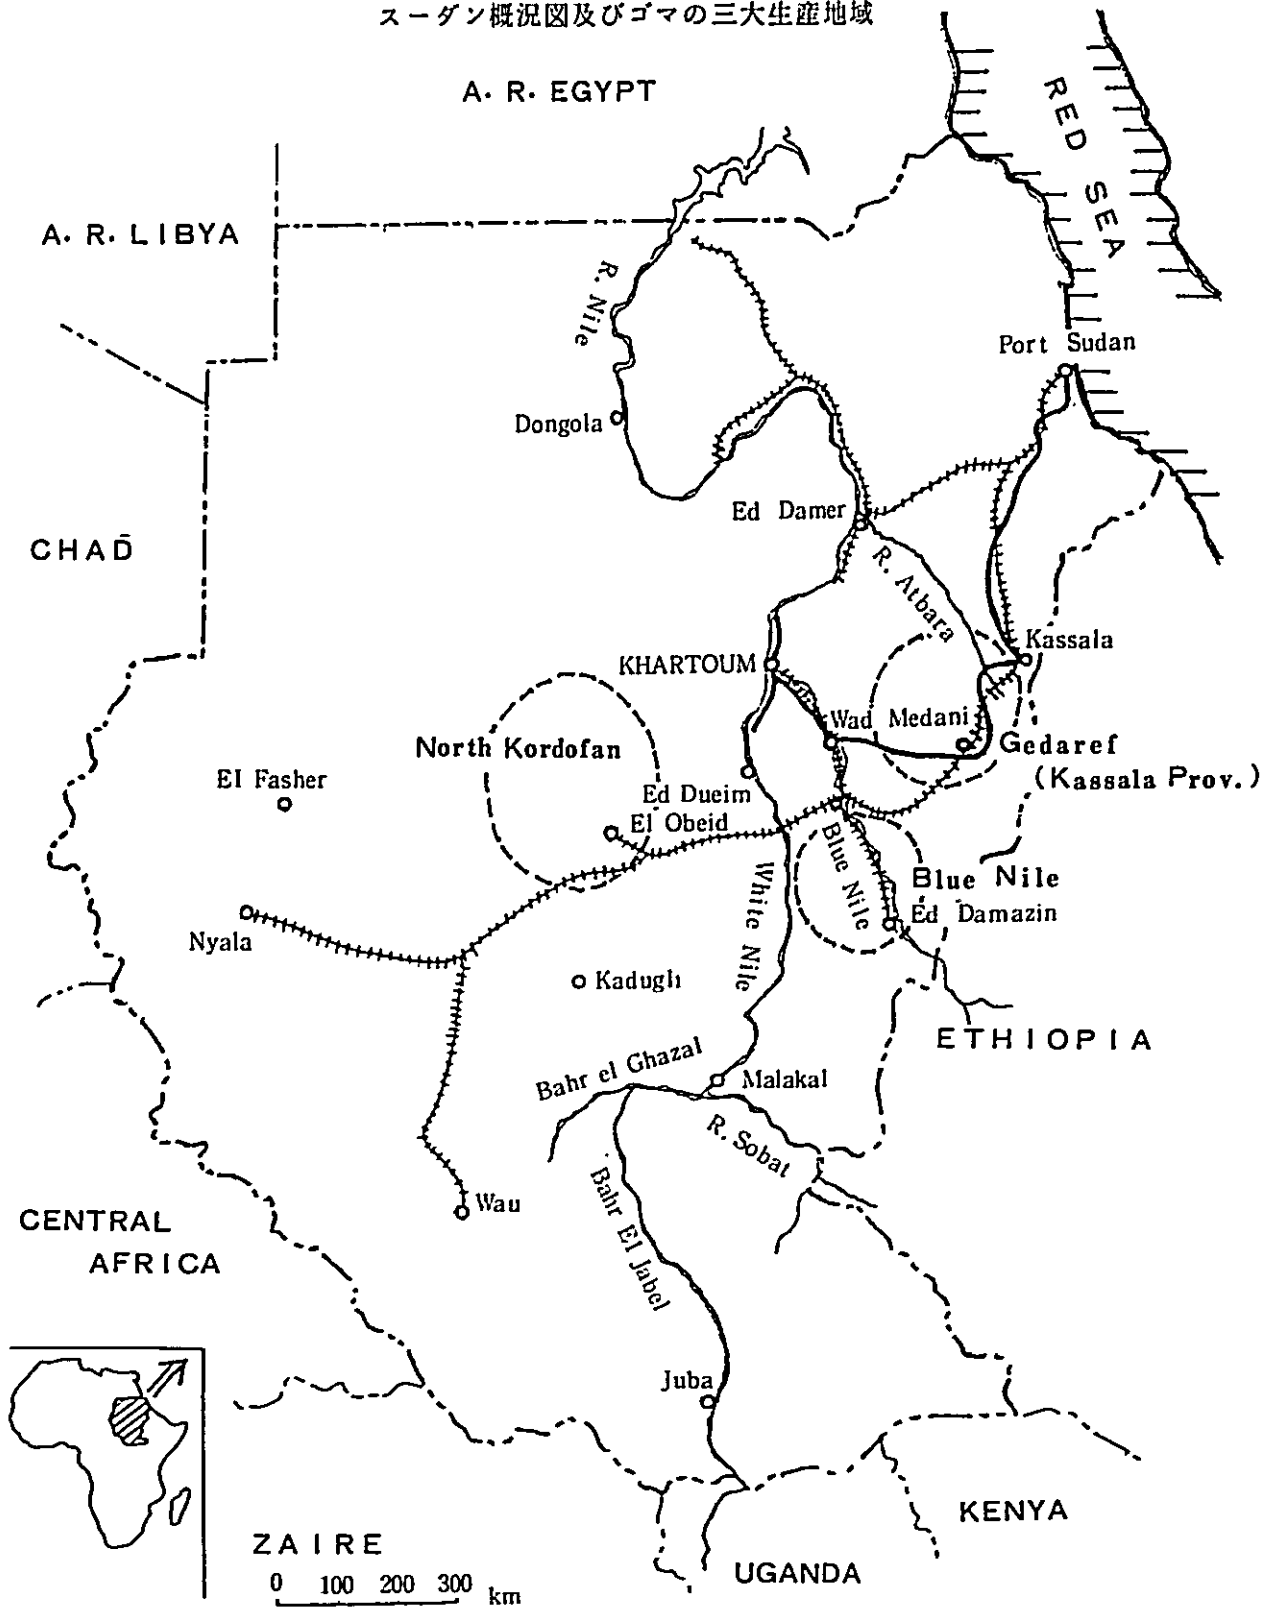 スーダン概況図及びゴマの三大生産地域
A. R. EGYPT
RED SEA
A. R. LIBYA
R. Nile
Port Sudan
Dongola
Ed Damer
CHAD
R. Atbara
Kassala
KHARTOUM
Wad Medani
North Kordofan
Gedaref
(Kassala Prov.)
El Fasher
Ed Dueim
El Obeid
Blue Nile
White Nile
Blue Nile
Ed Damazin
Nyala
Kadugli
ETHIOPIA
Bahr el Ghazal
Malakal
R. Sobat
Wau
Bahr El Jabel
CENTRAL
AFRICA
Juba
KENYA
ZAIRE
UGANDA
0 100 200 300 km